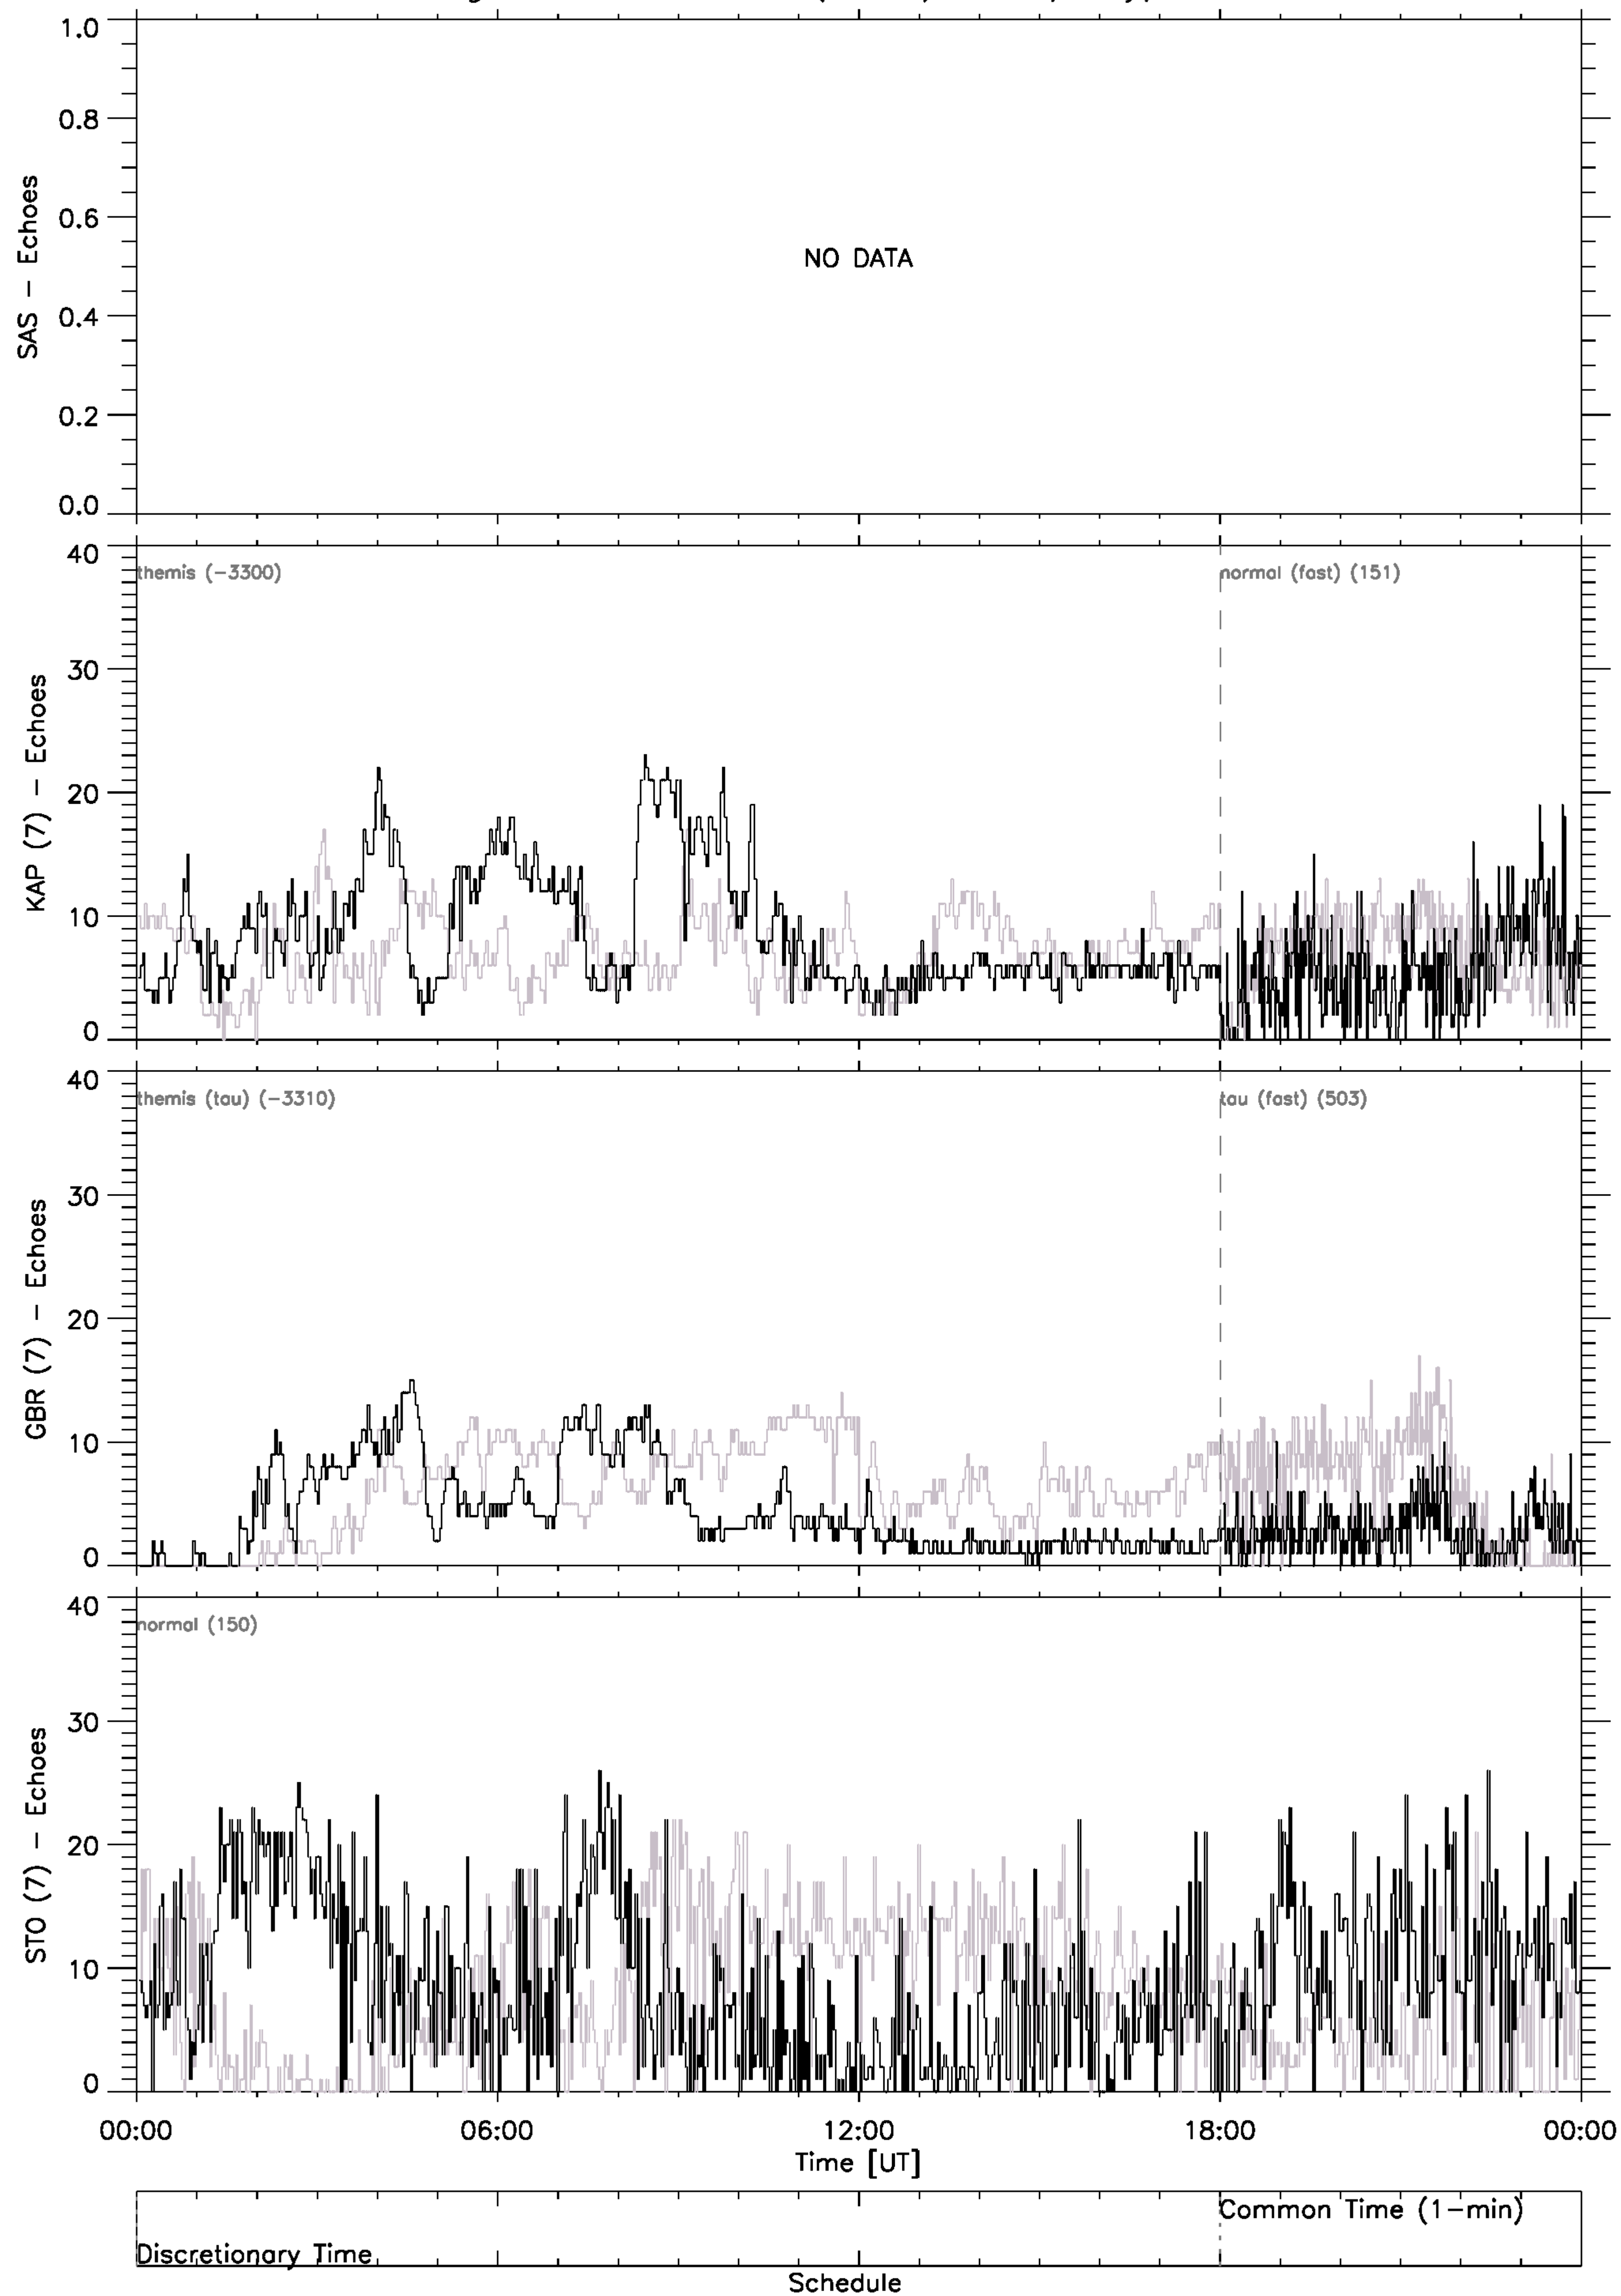 1.0
0.8
0.6
0.4
0.2
0.0
SAS – Echoes
NO DATA
40
30
20
10
0
KAP (7) – Echoes
themis (−3300)
normal (fast) (151)
40
30
20
10
0
GBR (7) – Echoes
themis (tau) (−3310)
tau (fast) (503)
40
30
20
10
0
STO (7) – Echoes
normal (150)
00:00 06:00 12:00 18:00 00:00
Time [UT]
Common Time (1−min)
Discretionary Time
Schedule